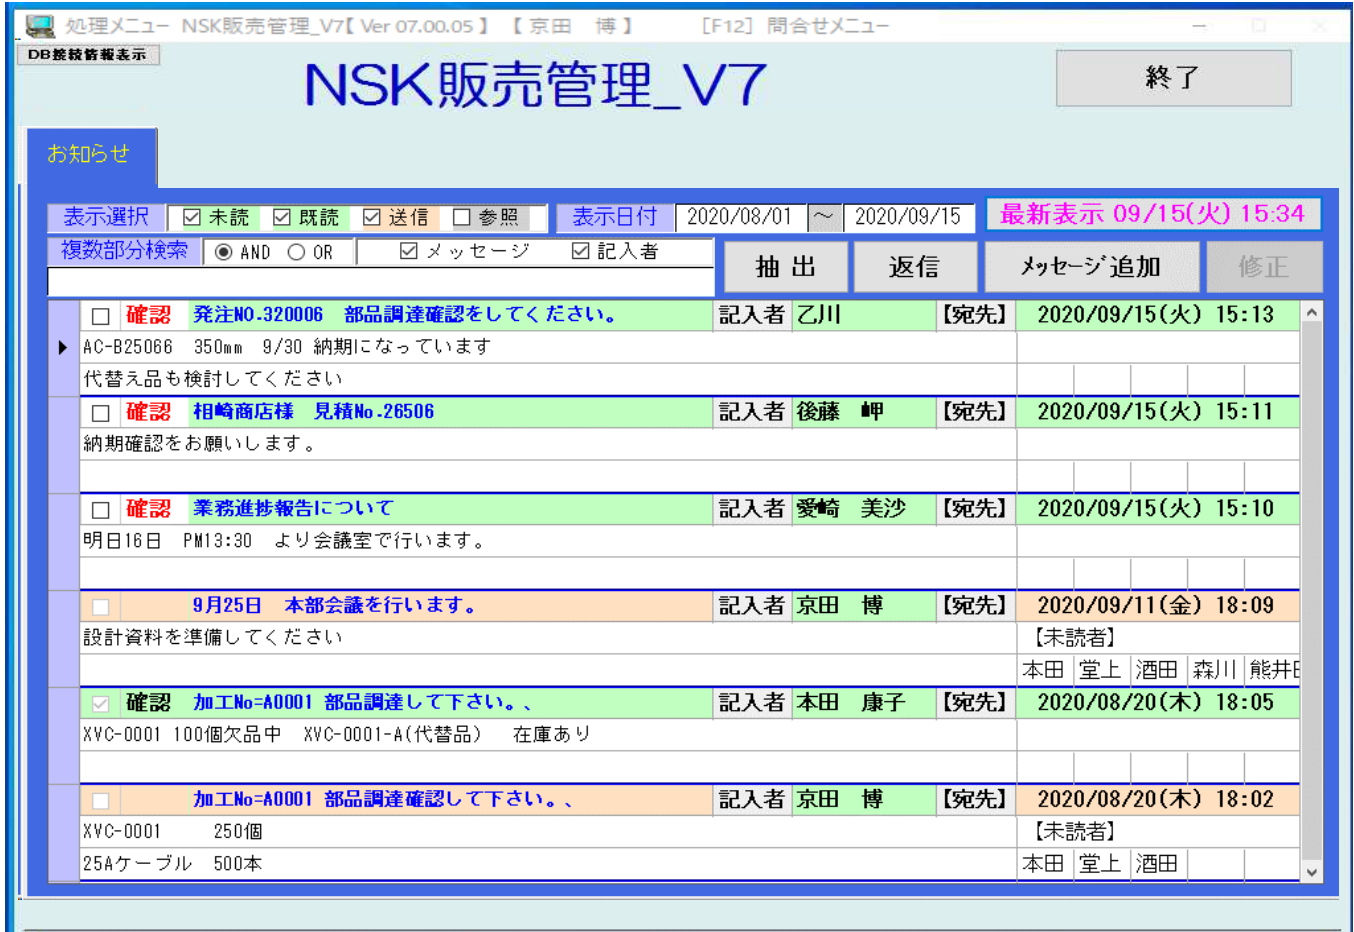 処理メニュー NSK販売管理_V7【 Ver 07.00.05 】 【 京田 博 】 [F12] 問合せメニュー
DB接続情報表示
NSK販売管理_V7
終了
お知らせ
表示選択 未読 既読 送信 参照 表示日付 2020/08/01 ～ 2020/09/15 最新表示 09/15(火) 15:34
複数部分検索 AND OR メッセージ 記入者
抽 出 返信 メッセージ追加 修正
確認 発注NO.320006 部品調達確認をしてください。 記入者 乙川 【宛先】 2020/09/15(火) 15:13
AC-B25066 350mm 9/30 納期になっています
代替え品も検討してください
確認 相崎商店様 見積No.26506 記入者 後藤 岬 【宛先】 2020/09/15(火) 15:11
納期確認をお願いします。
確認 業務進捗報告について 記入者 愛崎 美沙 【宛先】 2020/09/15(火) 15:10
明日16日 PM13:30 より会議室で行います。
9月25日 本部会議を行います。 記入者 京田 博 【宛先】 2020/09/11(金) 18:09
設計資料を準備してください 【未読者】
本田 堂上 酒田 森川 熊井
確認 加工No=A0001 部品調達して下さい。、 記入者 本田 康子 【宛先】 2020/08/20(木) 18:05
XVC-0001 100個欠品中 XVC-0001-A(代替品) 在庫あり
加工No=A0001 部品調達確認して下さい。、 記入者 京田 博 【宛先】 2020/08/20(木) 18:02
XVC-0001 250個 【未読者】
25Aケーブル 500本 本田 堂上 酒田